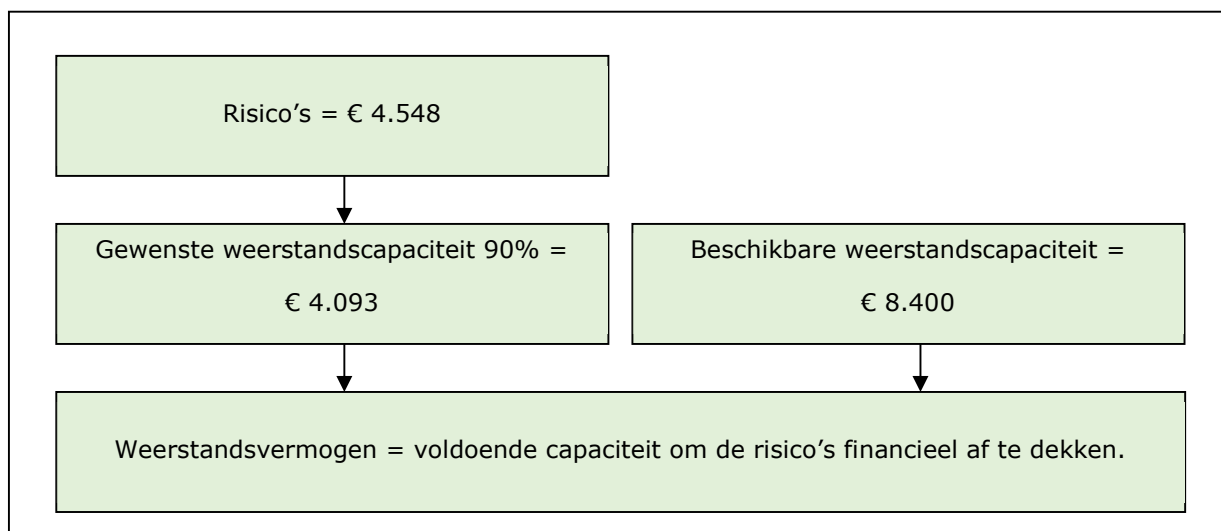 Risico’s = € 4.548
Gewenste weerstandscapaciteit 90% =
€ 4.093
Beschikbare weerstandscapaciteit =
€ 8.400
Weerstandsvermogen = voldoende capaciteit om de risico’s financieel af te dekken.